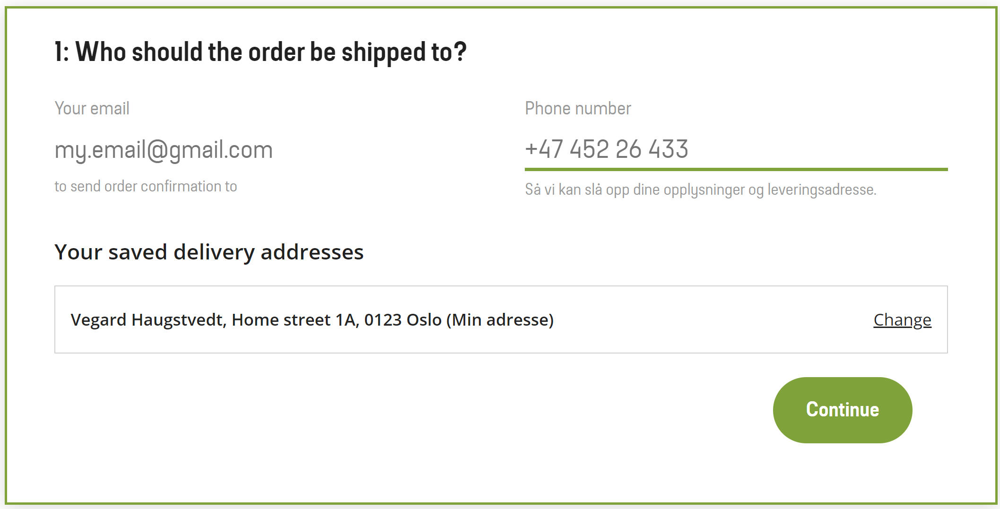 1: Who should the order be shipped to?
Your email
my.email@gmail.com
to send order confirmation to
Phone number
+47 452 26 433
Så vi kan slå opp dine opplysninger og leveringsadresse.
Your saved delivery addresses
Vegard Haugstvedt, Home street 1A, 0123 Oslo (Min adresse)
Change
Continue